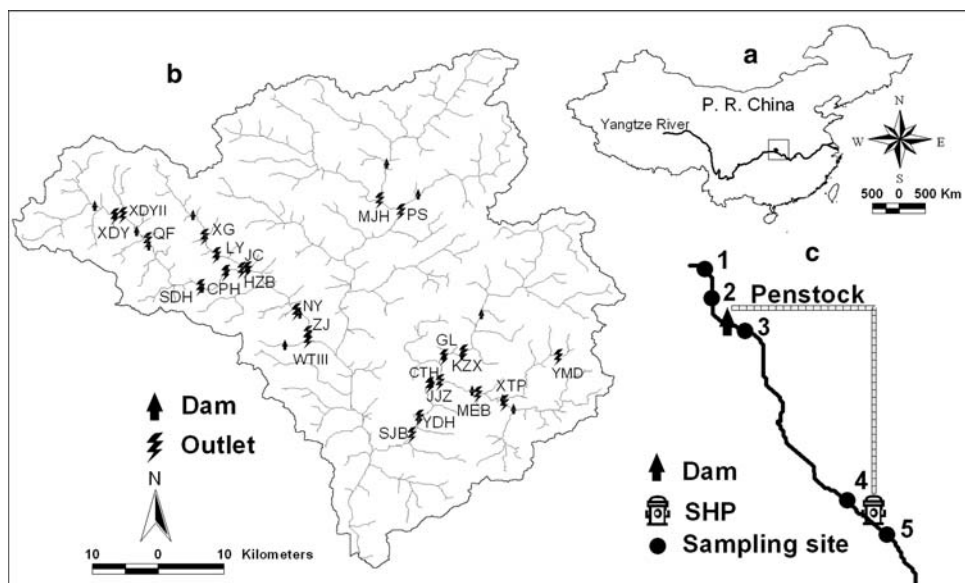 b
a
P. R. China
Yangtze River
N
W
E
S
500 0 500 Km
MJH
PS
XDYII
XDY
QF
XG
LY
JC
HZB
CPH
SDH
NY
ZJ
WTIII
GL
KZX
YMD
CTH
JJZ
MEB
XTP
YDH
SJB
Dam
Outlet
N
10 0 10 Kilometers
c
1
2
Penstock
3
4
5
Dam
SHP
Sampling site